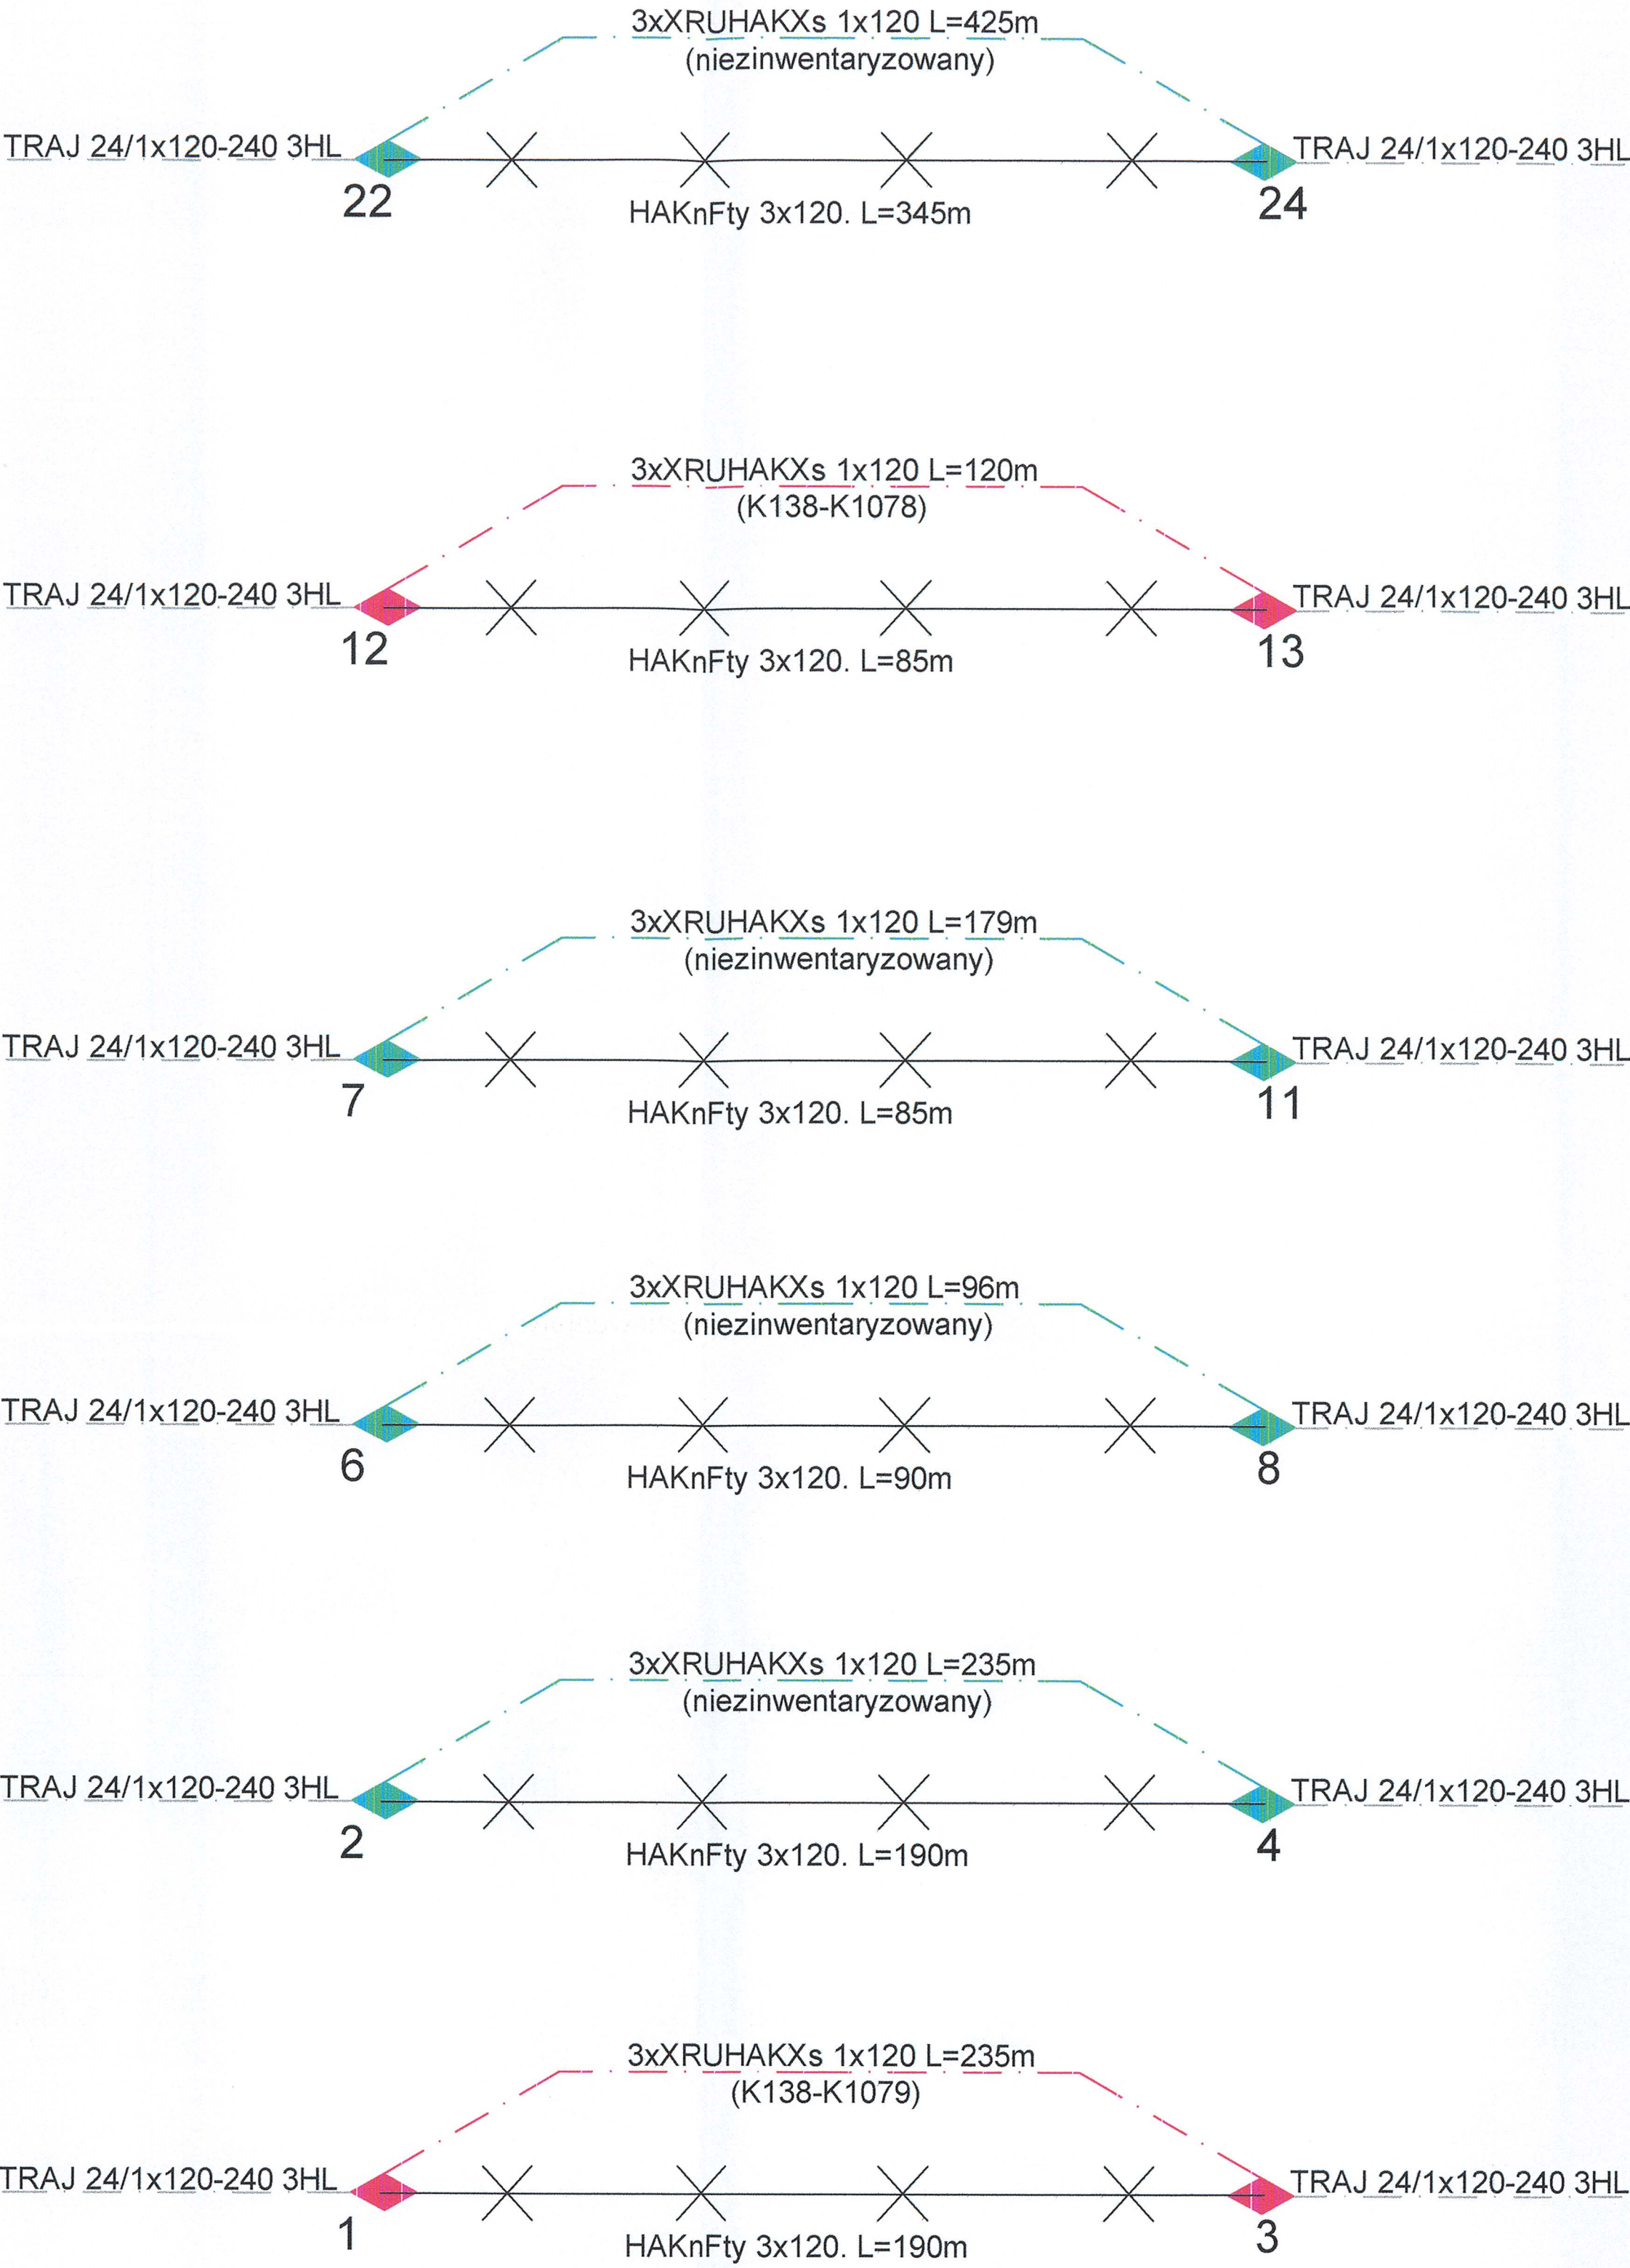 3xXRUHAKXs 1x120 L=425m
(niezinwentaryzowany)
TRAJ 24/1x120-240 3HL
TRAJ 24/1x120-240 3HL
22
24
HAKnFty 3x120. L=345m
3xXRUHAKXs 1x120 L=120m
(K138-K1078)
TRAJ 24/1x120-240 3HL
TRAJ 24/1x120-240 3HL
12
13
HAKnFty 3x120. L=85m
3xXRUHAKXs 1x120 L=179m
(niezinwentaryzowany)
TRAJ 24/1x120-240 3HL
TRAJ 24/1x120-240 3HL
7
11
HAKnFty 3x120. L=85m
3xXRUHAKXs 1x120 L=96m
(niezinwentaryzowany)
TRAJ 24/1x120-240 3HL
TRAJ 24/1x120-240 3HL
6
8
HAKnFty 3x120. L=90m
3xXRUHAKXs 1x120 L=235m
(niezinwentaryzowany)
TRAJ 24/1x120-240 3HL
TRAJ 24/1x120-240 3HL
2
4
HAKnFty 3x120. L=190m
3xXRUHAKXs 1x120 L=235m
(K138-K1079)
TRAJ 24/1x120-240 3HL
TRAJ 24/1x120-240 3HL
1
3
HAKnFty 3x120. L=190m